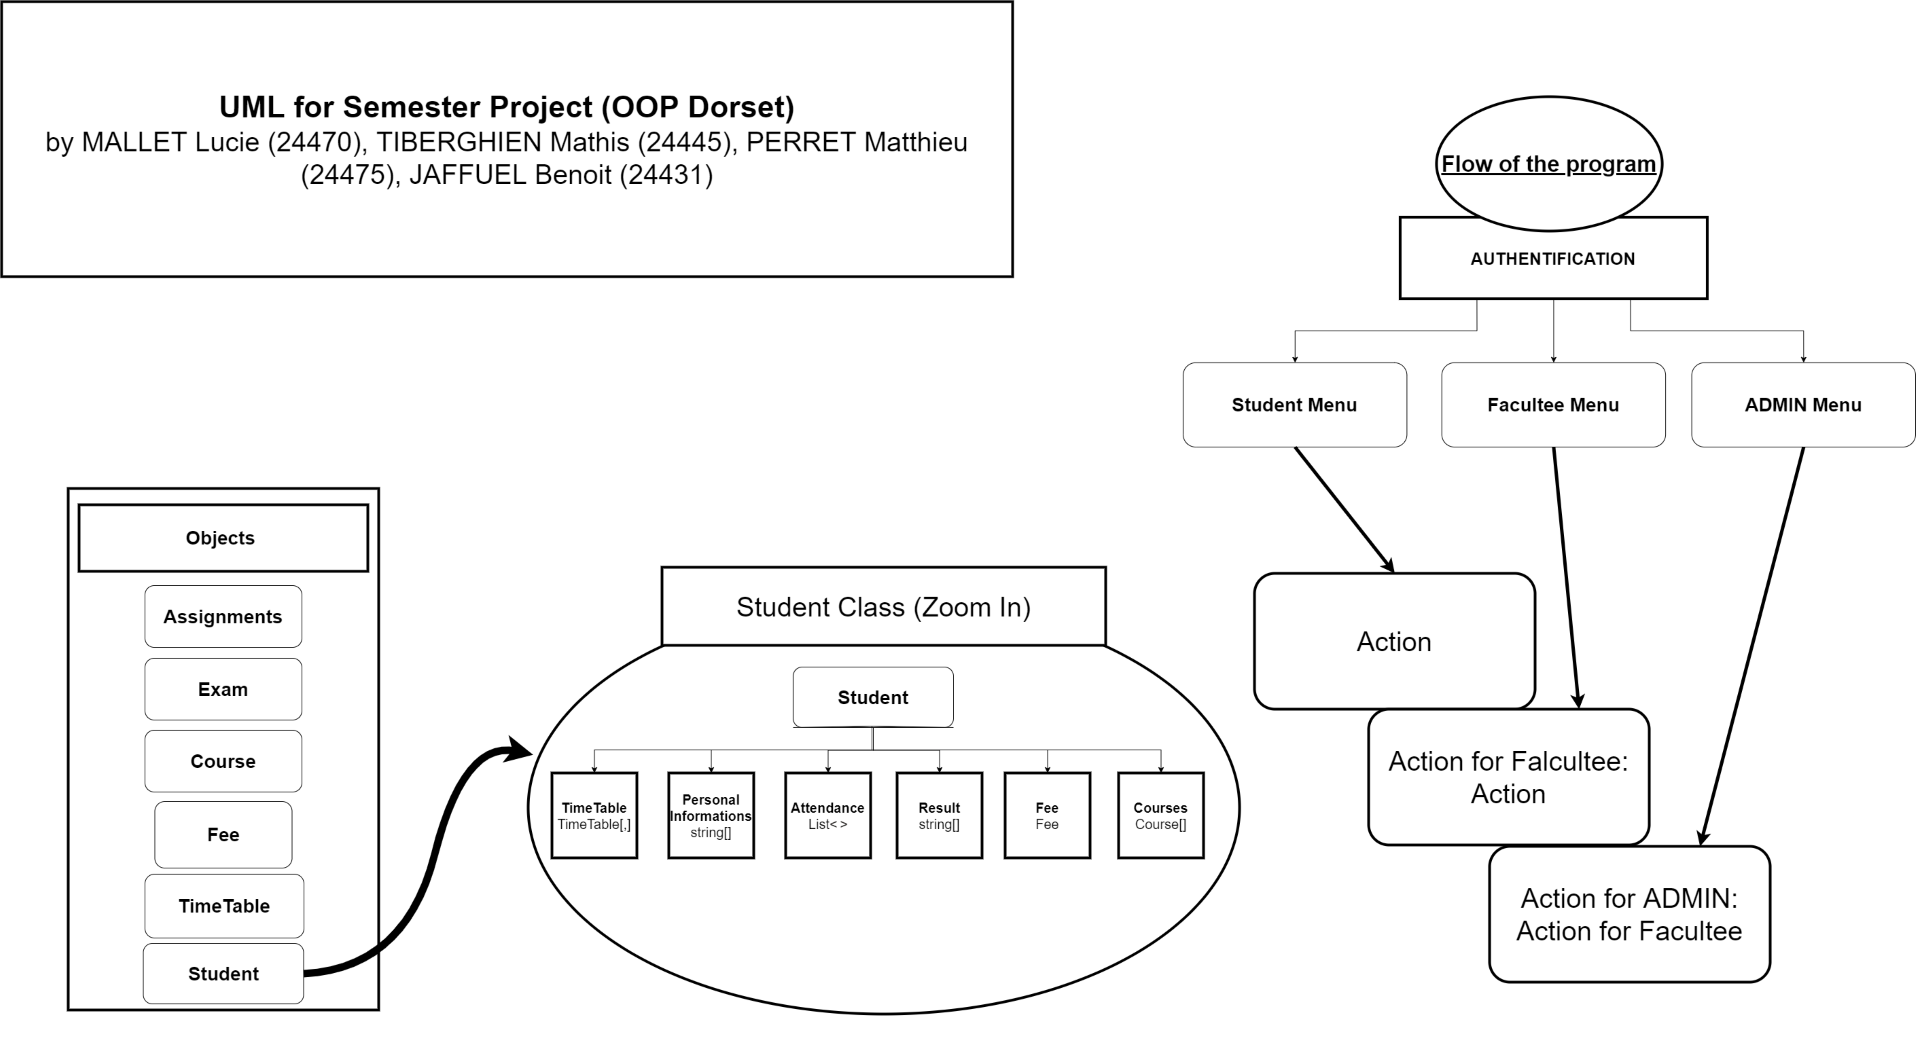 UML for Semester Project (OOP Dorset)
by MALLET Lucie (24470), TIBERGHIEN Mathis (24445), PERRET Matthieu
(24475), JAFFUEL Benoit (24431)
Flow of the program
AUTHENTIFICATION
Student Menu
Facultee Menu
ADMIN Menu
Objects
Assignments
Exam
Course
Fee
TimeTable
Student
Student Class (Zoom In)
Student
TimeTable
TimeTable[,]
Personal
Informations
string[]
Attendance
List< >
Result
string[]
Fee
Fee
Courses
Course[]
Action
Action for Falcultee:
Action
Action for ADMIN:
Action for Facultee